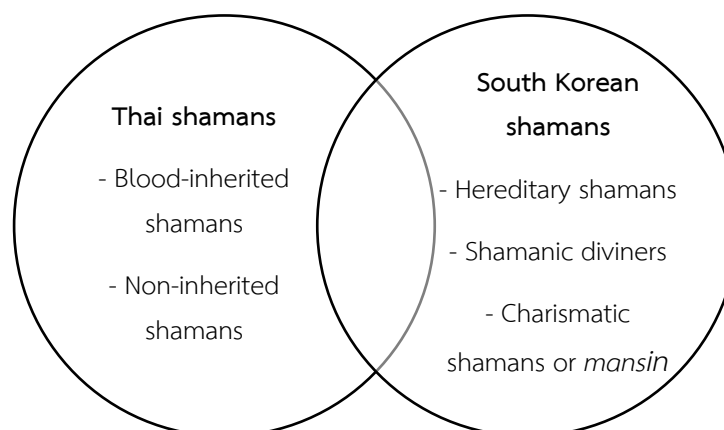 Thai shamans
- Blood-inherited
shamans
- Non-inherited
shamans
South Korean
shamans
- Hereditary shamans
- Shamanic diviners
- Charismatic
shamans or mansin